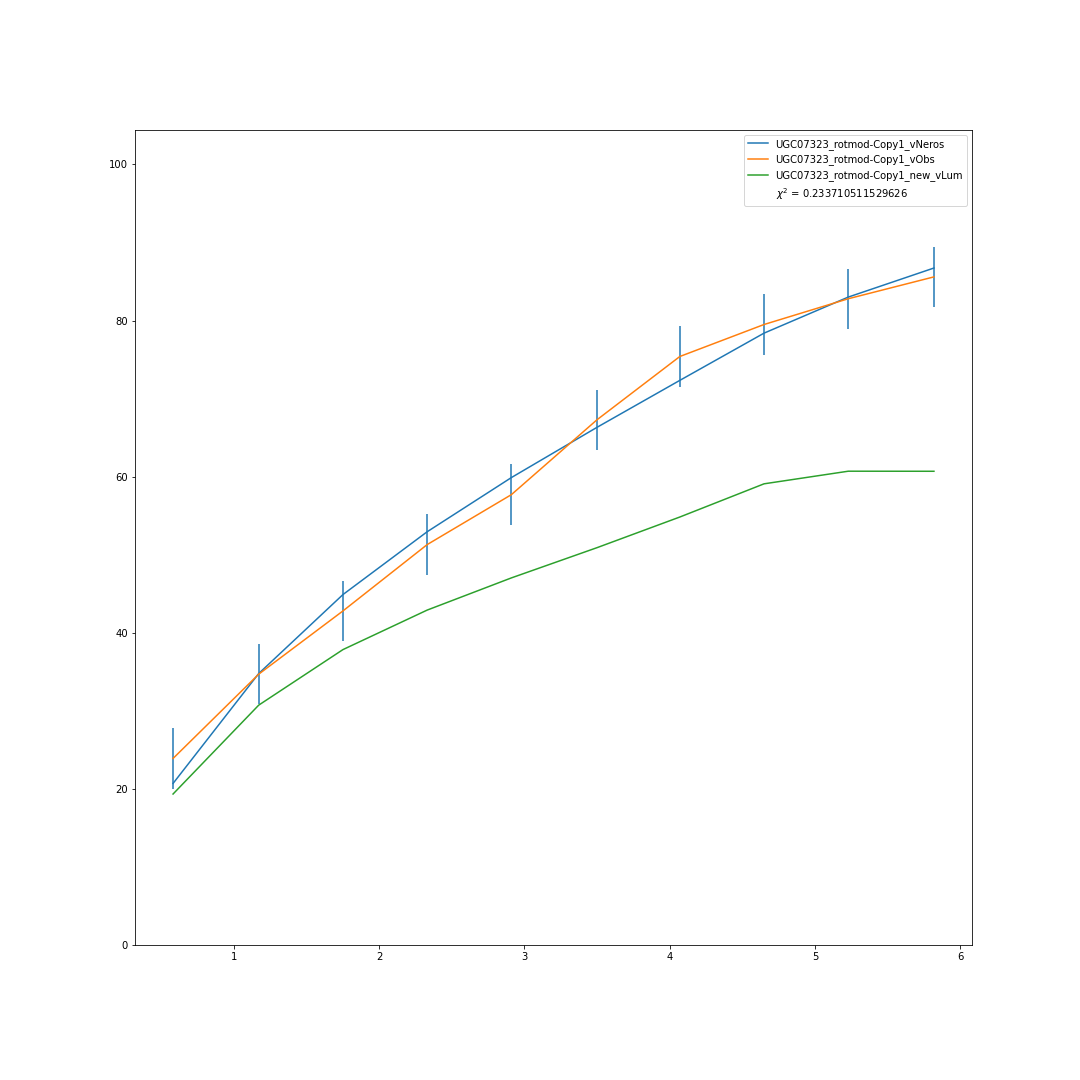 UGC07323_rotmod-Copy1_vNeros
UGC07323_rotmod-Copy1_vObs
UGC07323_rotmod-Copy1_new_vLum
χ² = 0.233710511529626
100
80
60
40
20
0
1 2 3 4 5 6